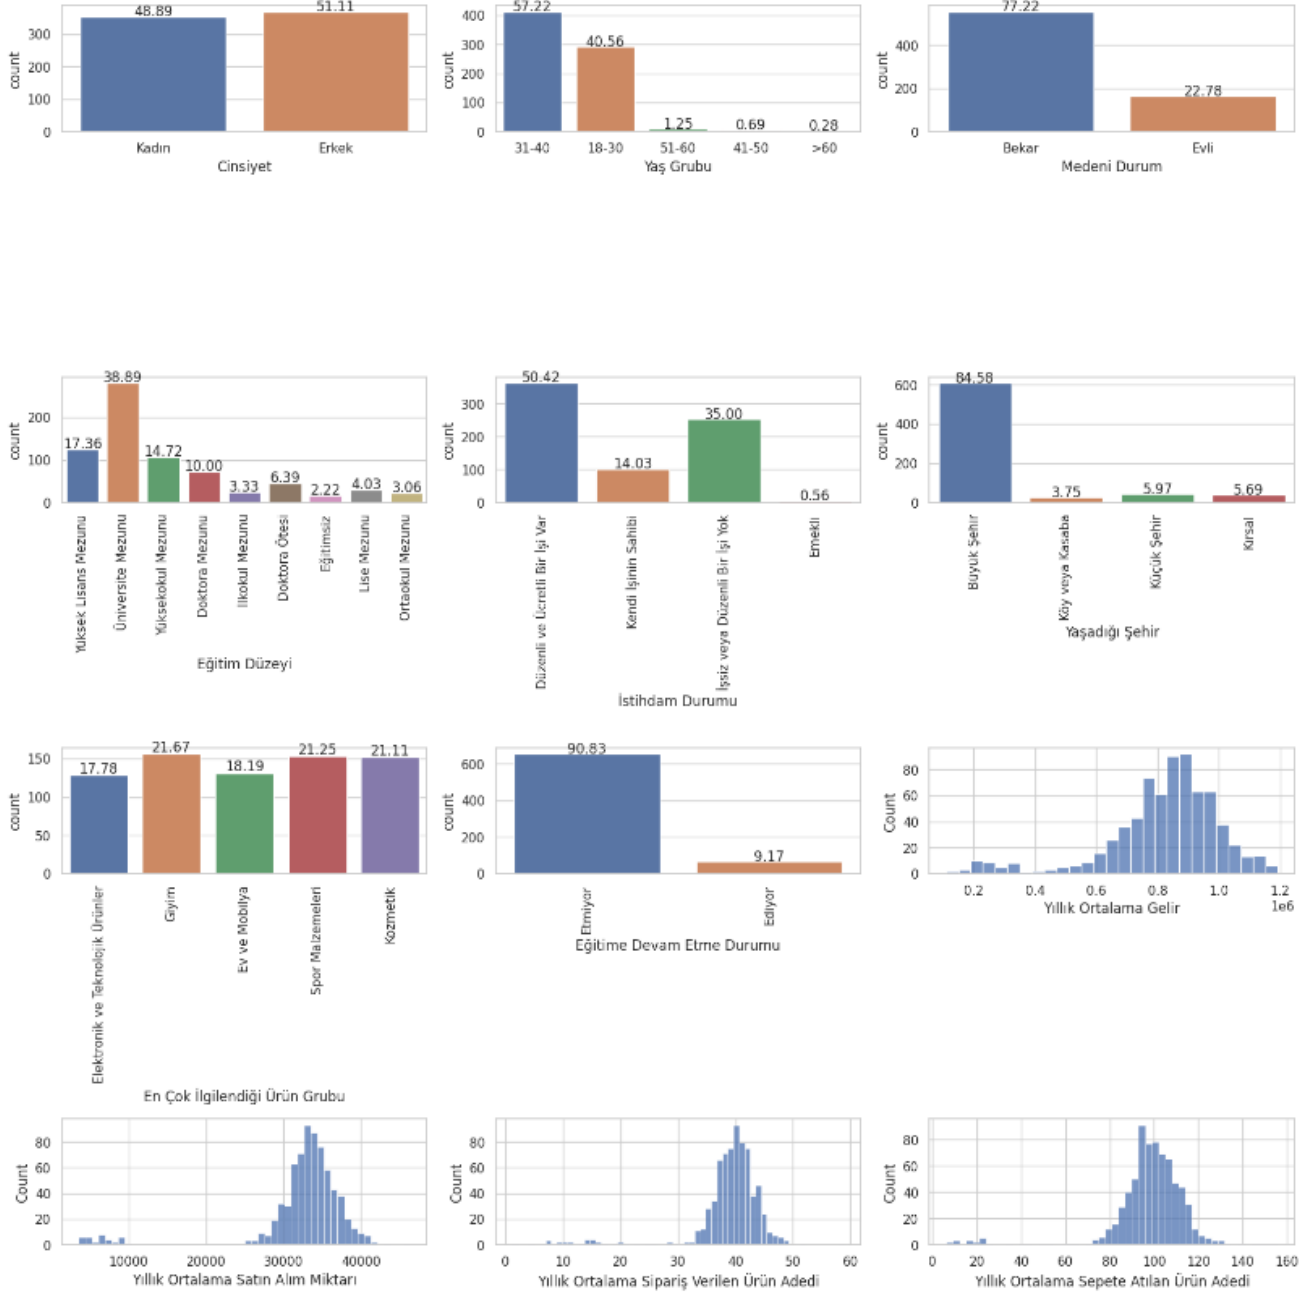 48.89
51.11
300
200
100
0
count
Kadın
Erkek
Cinsiyet
57.22
40.56
1.25
0.69
0.28
400
300
200
100
0
count
31-40
18-30
51-60
41-50
>60
Yaş Grubu
77.22
22.78
400
200
0
count
Bekar
Evli
Medeni Durum
38.89
17.36
14.72
10.00
3.33
6.39
2.22
4.03
3.06
200
100
0
count
Yüksek Lisans Mezunu
Üniversite Mezunu
Yüksekokul Mezunu
Doktora Mezunu
İlkokul Mezunu
Doktora Ötesi
Eğitimsiz
Lise Mezunu
Ortaokul Mezunu
Eğitim Düzeyi
50.42
14.03
35.00
0.56
300
200
100
0
count
Düzenli ve Ücretli Bir İşi Var
Kendi İşinin Sahibi
İşsiz veya Düzenli Bir İşi Yok
Emekli
İstihdam Durumu
84.58
3.75
5.97
5.69
600
400
200
0
count
Büyük Şehir
Köy veya Kasaba
Küçük Şehir
Kırsal
Yaşadığı Şehir
17.78
21.67
18.19
21.25
21.11
150
100
50
0
count
Elektronik ve Teknolojik Ürünler
Giyim
Ev ve Mobilya
Spor Malzemeleri
Kozmetik
En Çok İlgilendiği Ürün Grubu
90.83
9.17
600
400
200
0
count
Etmiyor
Ediyor
Eğitime Devam Etme Durumu
80
60
40
20
0
Count
0.2
0.4
0.6
0.8
1.0
1.2
1e6
Yıllık Ortalama Gelir
80
60
40
20
0
Count
10000
20000
30000
40000
Yıllık Ortalama Satın Alım Miktarı
80
60
40
20
0
Count
0
10
20
30
40
50
60
Yıllık Ortalama Sipariş Verilen Ürün Adedi
80
60
40
20
0
Count
0
20
40
60
80
100
120
140
160
Yıllık Ortalama Sepete Atılan Ürün Adedi